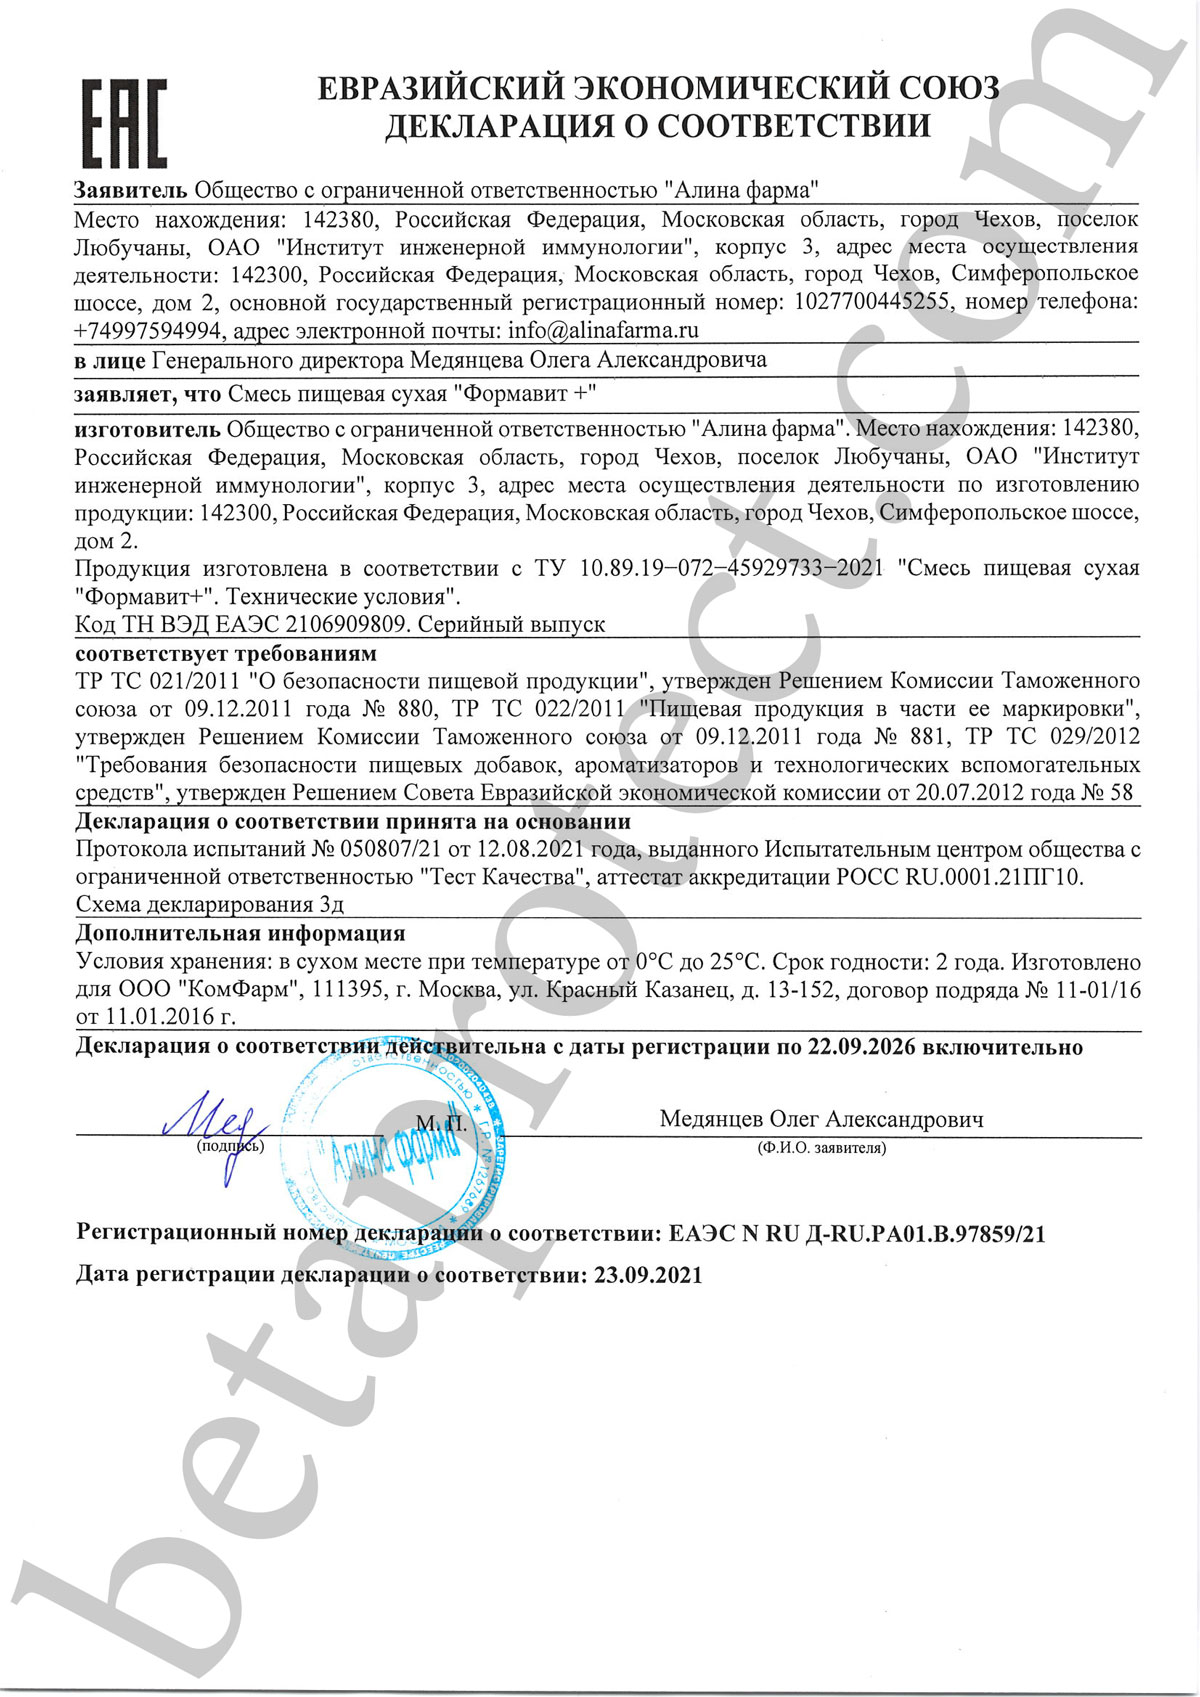 ЕАС
ЕВРАЗИЙСКИЙ ЭКОНОМИЧЕСКИЙ СОЮЗ
ДЕКЛАРАЦИЯ О СООТВЕТСТВИИ
Заявитель Общество с ограниченной ответственностью "Алина фарма"
Место нахождения: 142380, Российская Федерация, Московская область, город Чехов, поселок
Любучаны, ОАО "Институт инженерной иммунологии", корпус 3, адрес места осуществления
деятельности: 142300, Российская Федерация, Московская область, город Чехов, Симферопольское
шоссе, дом 2, основной государственный регистрационный номер: 1027700445255, номер телефона:
+74997594994, адрес электронной почты: info@alinafarma.ru
в лице Генерального директора Медянцева Олега Александровича
заявляет, что Смесь пищевая сухая "Формавит +"
изготовитель Общество с ограниченной ответственностью "Алина фарма". Место нахождения: 142380,
Российская Федерация, Московская область, город Чехов, поселок Любучаны, ОАО "Институт
инженерной иммунологии", корпус 3, адрес места осуществления деятельности по изготовлению
продукции: 142300, Российская Федерация, Московская область, город Чехов, Симферопольское шоссе,
дом 2.
Продукция изготовлена в соответствии с ТУ 10.89.19–072–45929733–2021 "Смесь пищевая сухая
"Формавит+". Технические условия".
Код ТН ВЭД ЕАЭС 2106909809. Серийный выпуск
соответствует требованиям
ТР ТС 021/2011 "О безопасности пищевой продукции", утвержден Решением Комиссии Таможенного
союза от 09.12.2011 года № 880, ТР ТС 022/2011 "Пищевая продукция в части ее маркировки",
утвержден Решением Комиссии Таможенного союза от 09.12.2011 года № 881, ТР ТС 029/2012
"Требования безопасности пищевых добавок, ароматизаторов и технологических вспомогательных
средств", утвержден Решением Совета Евразийской экономической комиссии от 20.07.2012 года № 58
Декларация о соответствии принята на основании
Протокола испытаний № 050807/21 от 12.08.2021 года, выданного Испытательным центром общества с
ограниченной ответственностью "Тест Качества", аттестат аккредитации РОСС RU.0001.21ПГ10.
Схема декларирования 3д
Дополнительная информация
Условия хранения: в сухом месте при температуре от 0°С до 25°С. Срок годности: 2 года. Изготовлено
для ООО "КомФарм", 111395, г. Москва, ул. Красный Казанец, д. 13-152, договор подряда № 11-01/16
от 11.01.2016 г.
Декларация о соответствии действительна с даты регистрации по 22.09.2026 включительно
М. П.
Медянцев Олег Александрович
(подпись)
(Ф.И.О. заявителя)
"Алина фарма"
ответственностью * Г.Р. №1267689 *
Регистрационный номер декларации о соответствии: ЕАЭС N RU Д-RU.РА01.В.97859/21
Дата регистрации декларации о соответствии: 23.09.2021
betaprotect.com